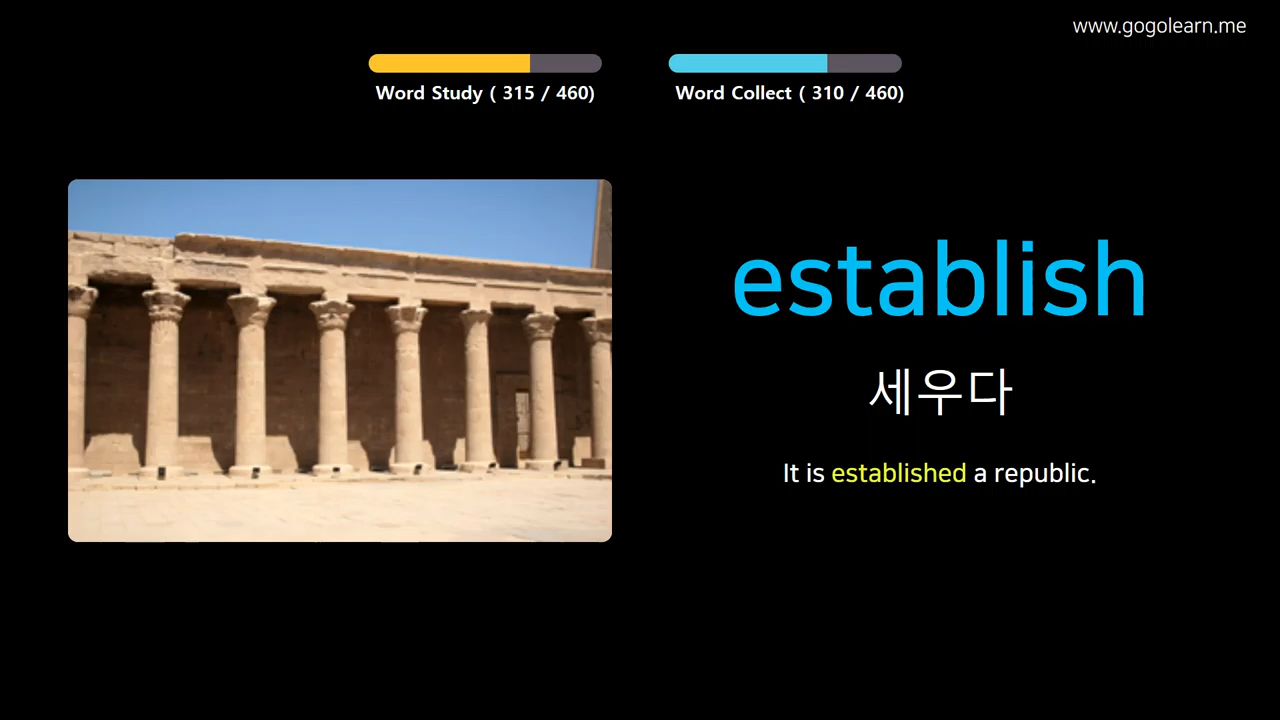 www.gogolearn.me
Word Study ( 315 / 460)
Word Collect ( 310 / 460)
establish
세우다
It is established a republic.